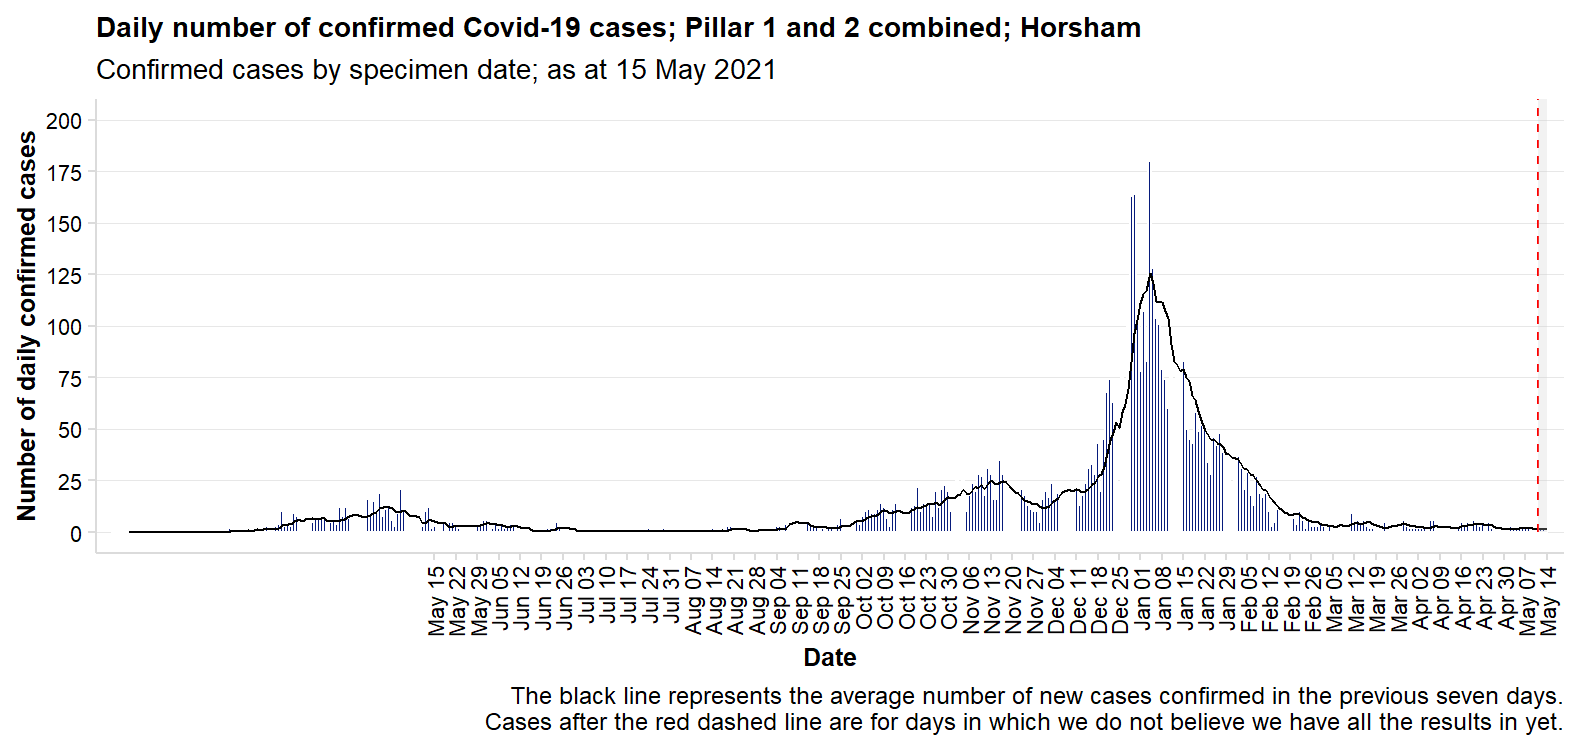 Daily number of confirmed Covid-19 cases; Pillar 1 and 2 combined; Horsham
Confirmed cases by specimen date; as at 15 May 2021
Number of daily confirmed cases
200
175
150
125
100
75
50
25
0
May 15
May 22
May 29
Jun 05
Jun 12
Jun 19
Jun 26
Jul 03
Jul 10
Jul 17
Jul 24
Jul 31
Aug 07
Aug 14
Aug 21
Aug 28
Sep 04
Sep 11
Sep 18
Sep 25
Oct 02
Oct 09
Oct 16
Oct 23
Oct 30
Nov 06
Nov 13
Nov 20
Nov 27
Dec 04
Dec 11
Dec 18
Dec 25
Jan 01
Jan 08
Jan 15
Jan 22
Jan 29
Feb 05
Feb 12
Feb 19
Feb 26
Mar 05
Mar 12
Mar 19
Mar 26
Apr 02
Apr 09
Apr 16
Apr 23
Apr 30
May 07
May 14
Date
The black line represents the average number of new cases confirmed in the previous seven days.
Cases after the red dashed line are for days in which we do not believe we have all the results in yet.